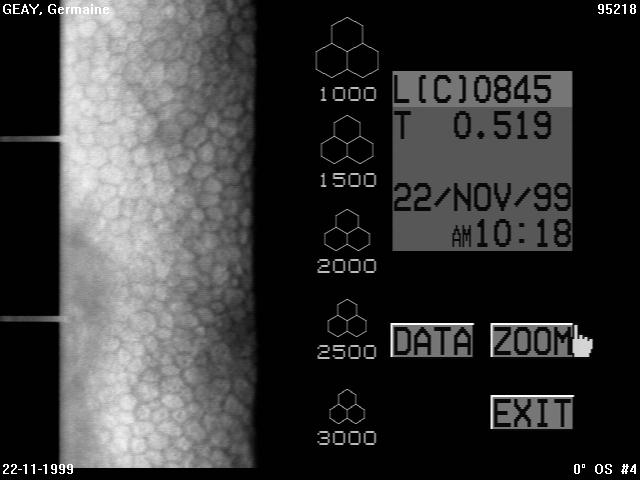 GEAY, Germaine
95218
1000
1500
2000
2500
3000
L[C]0845
T 0.519
22/NOV/99
AM10:18
DATA ZOOM
EXIT
22-11-1999
0° OS #4